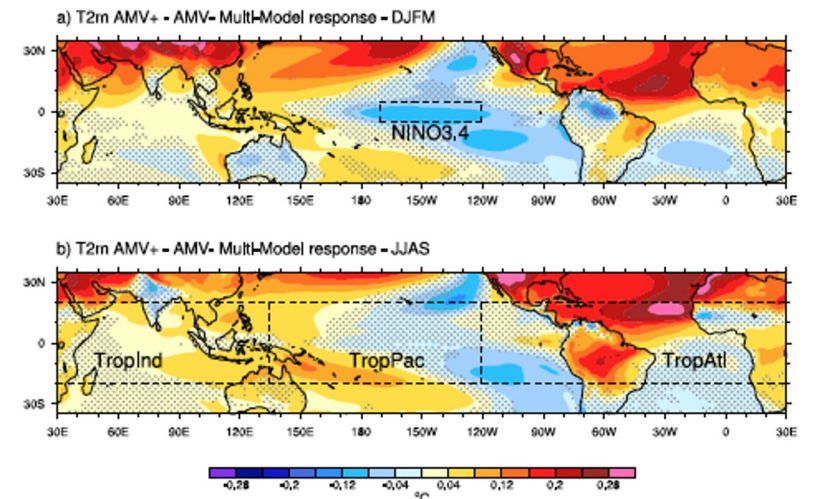 a) T2m AMV+ - AMV- Multi-Model response - DJFM
30N
0
30S
NINO3,4
30E 60E 90E 120E 150E 180 150W 120W 90W 60W 30W 0 30E
b) T2m AMV+ - AMV- Multi-Model response - JJAS
30N
0
30S
TropInd TropPac TropAtl
30E 60E 90E 120E 150E 180 150W 120W 90W 60W 30W 0 30E
-0,28 -0,2 -0,12 -0,04 0,04 0,12 0,2 0,28
°C